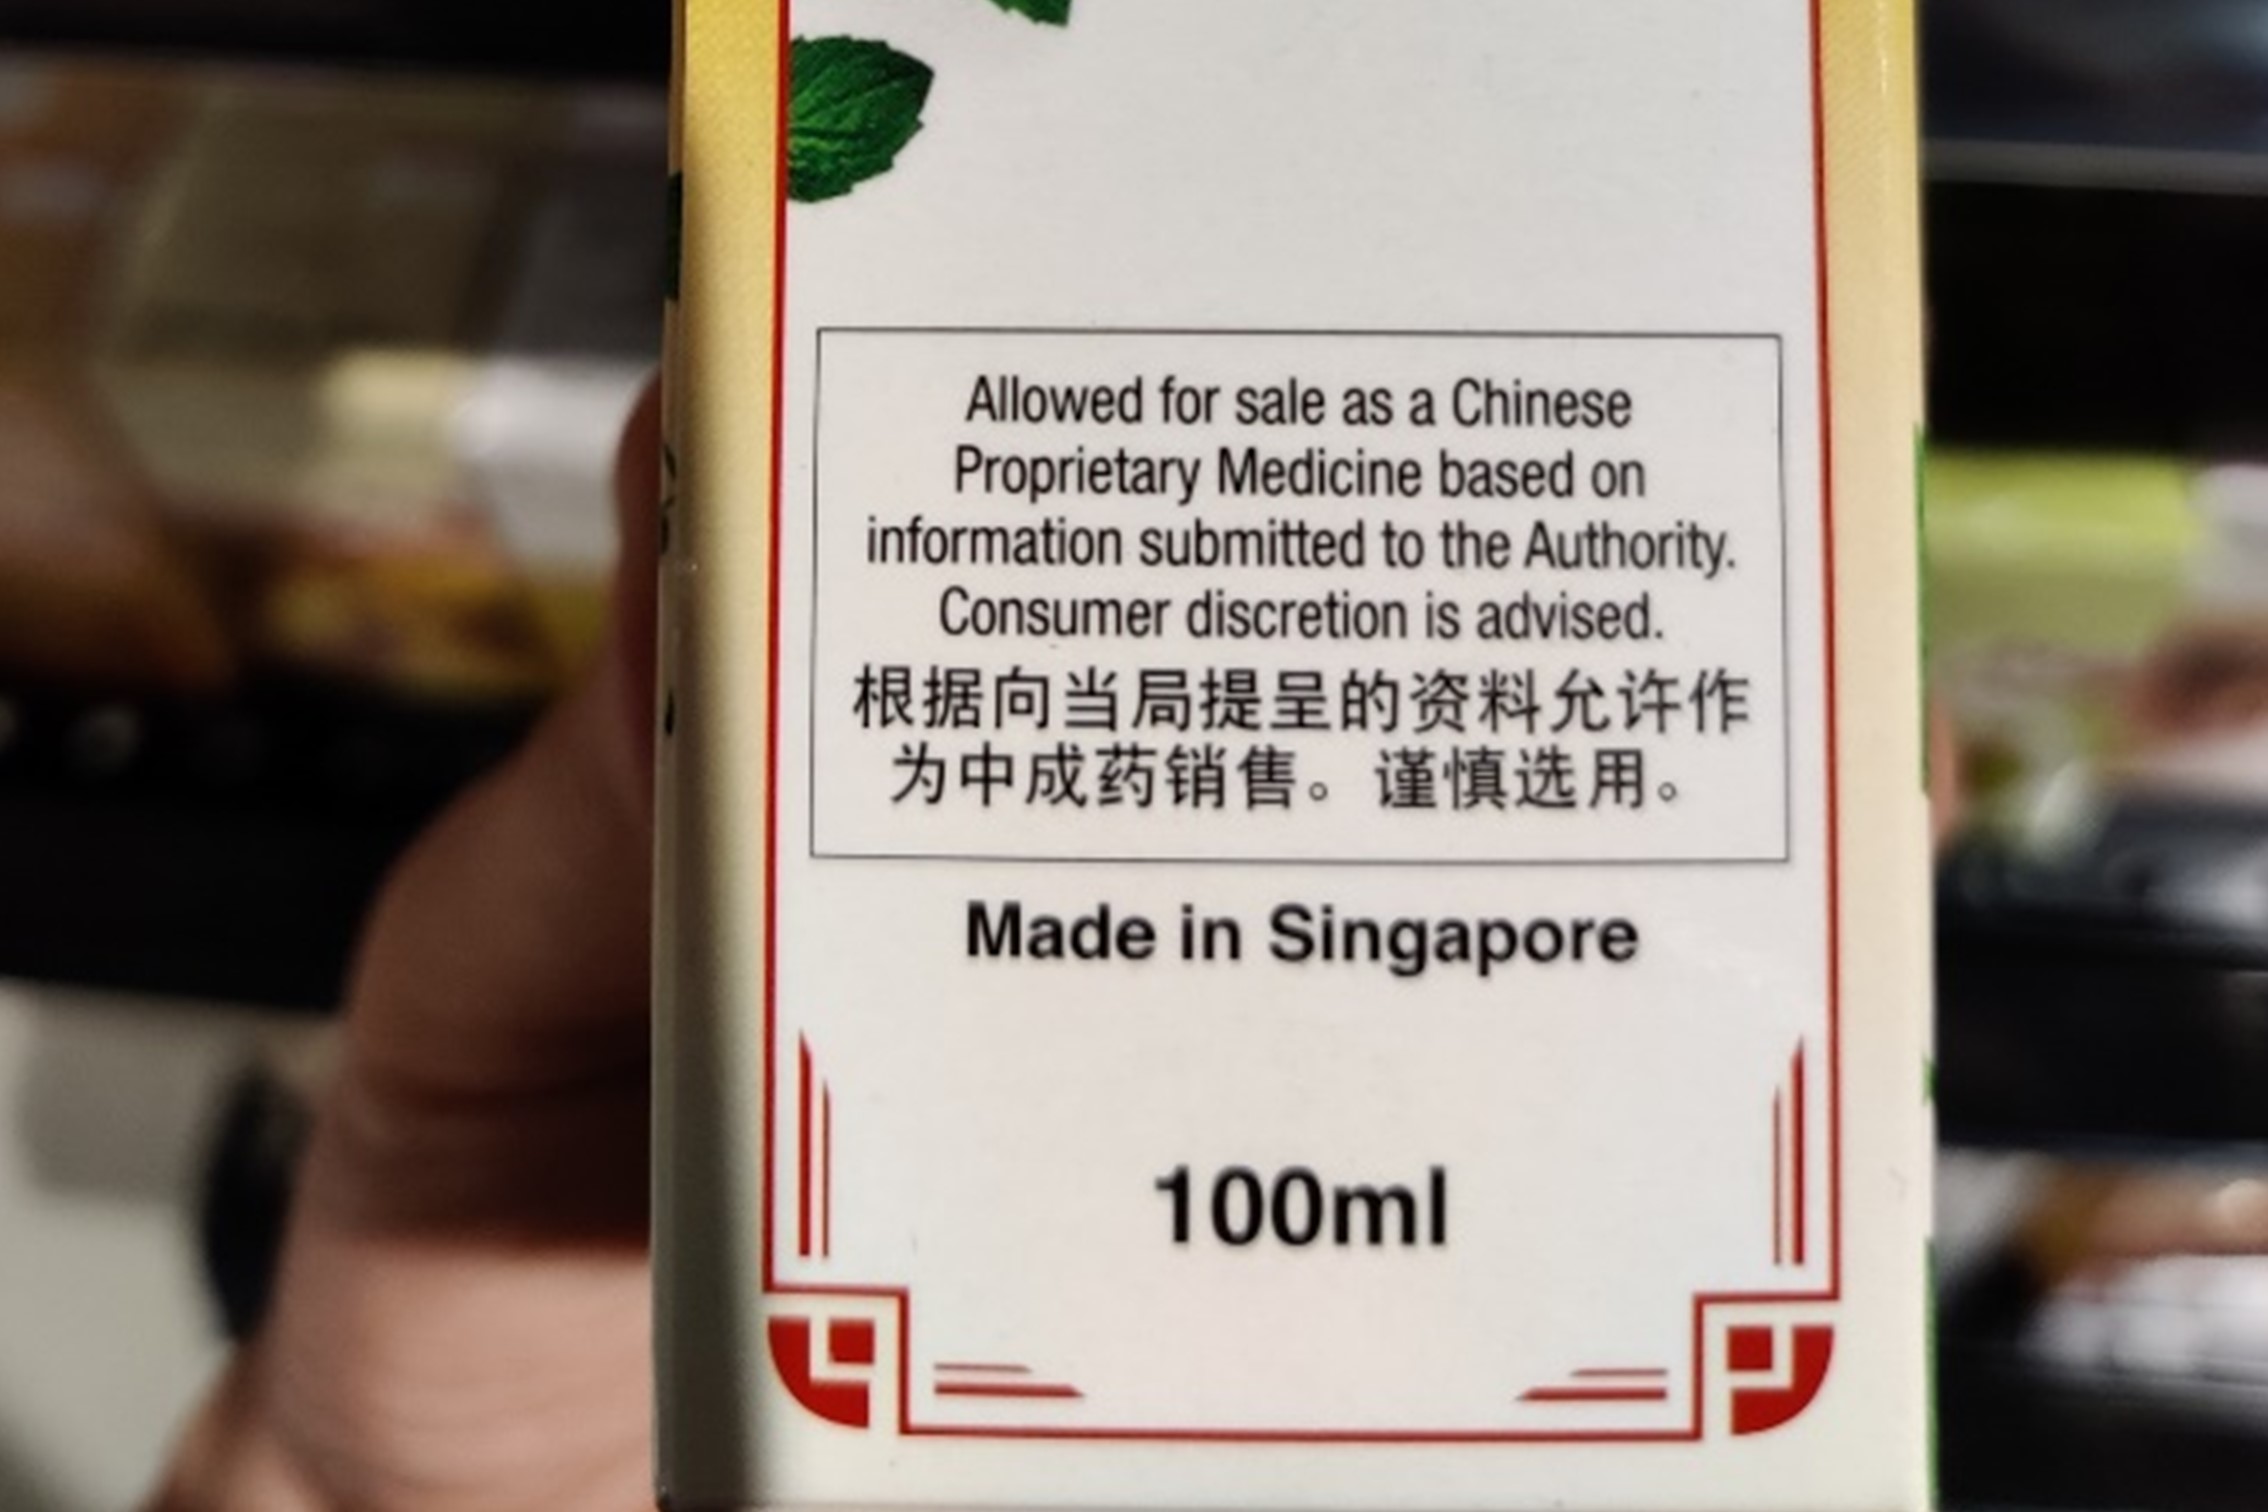 Allowed for sale as a Chinese
Proprietary Medicine based on
information submitted to the Authority.
Consumer discretion is advised.
根据向当局提呈的资料允许作
为中成药销售。谨慎选用。
Made in Singapore
100ml